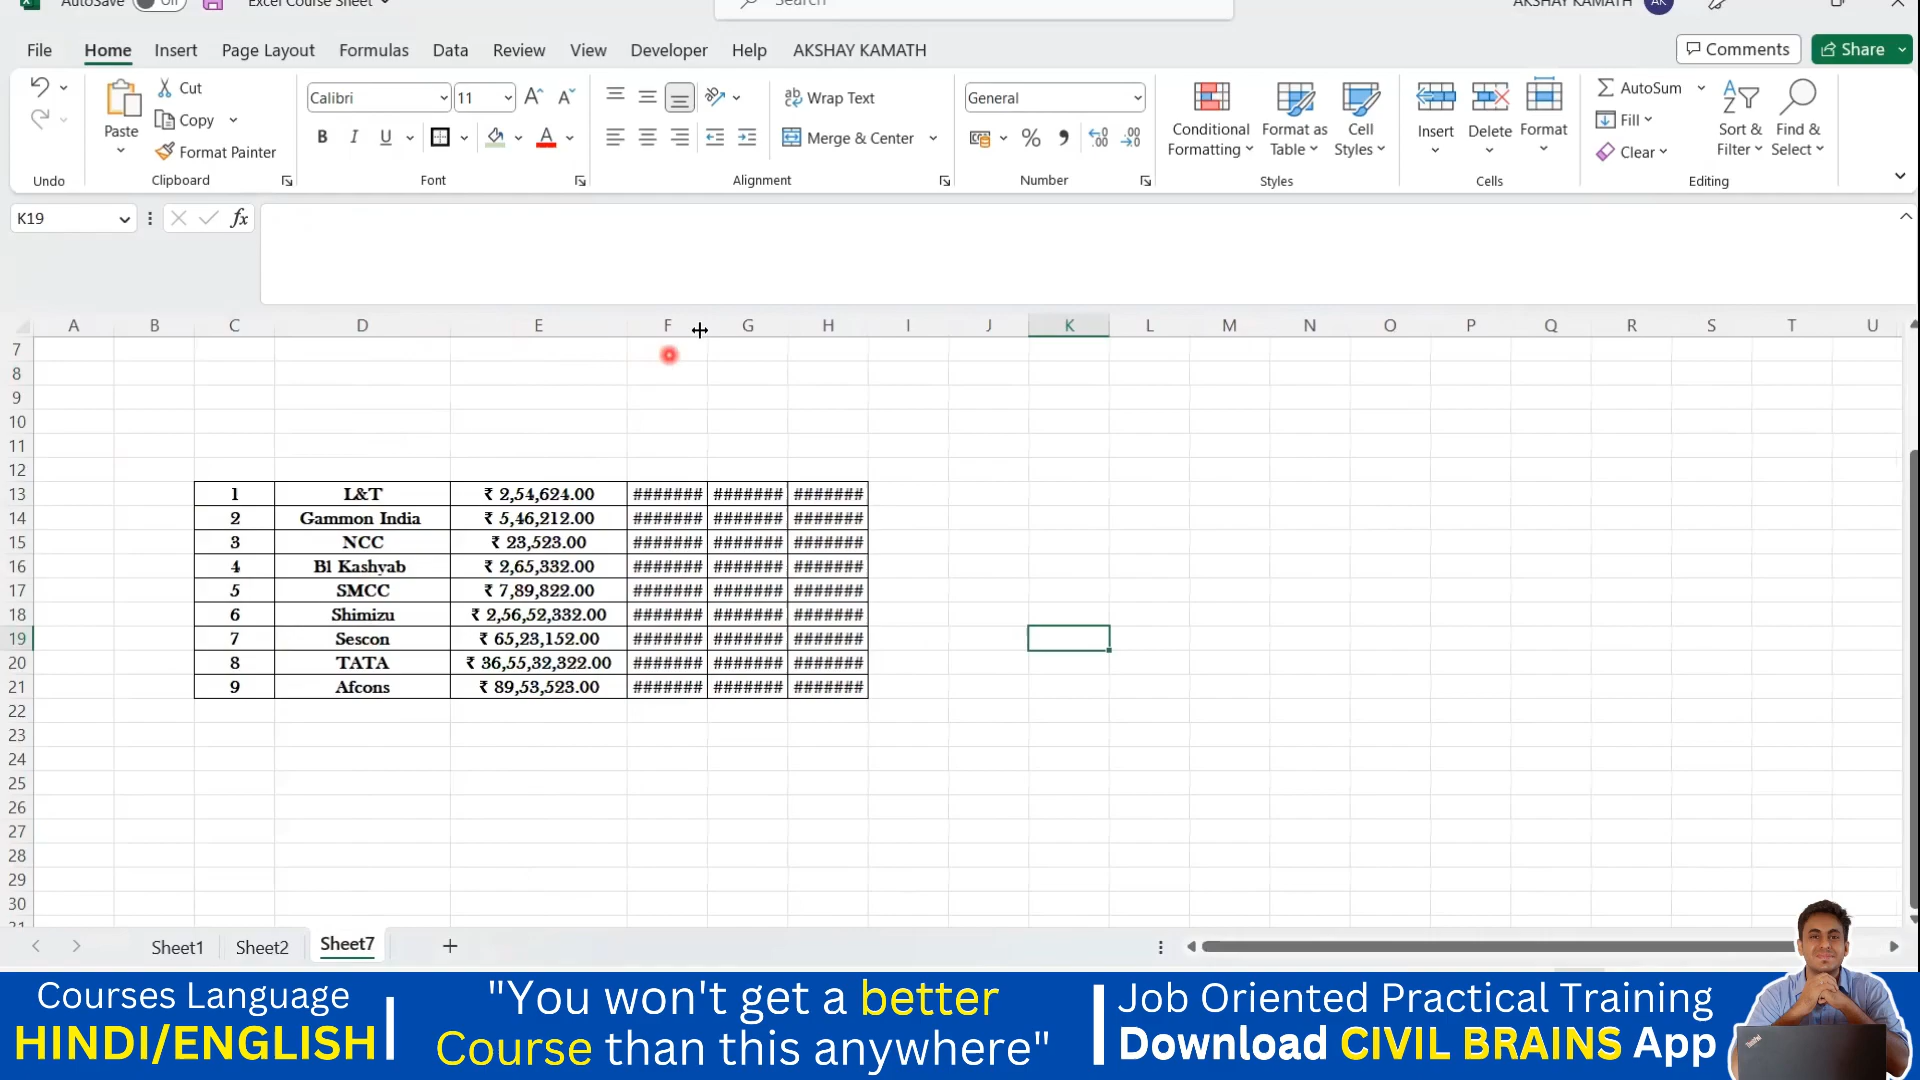 AutoSave Off Excel Course Sheet Search AKSHAY KAMATH AK
File Home Insert Page Layout Formulas Data Review View Developer Help AKSHAY KAMATH Comments Share
Cut
Copy
Format Painter
Paste
Calibri 11
B I U A
Wrap Text
Merge & Center
General
%
Conditional Formatting
Format as Table
Cell Styles
Insert Delete Format
AutoSum
Fill
Clear
Sort & Filter
Find & Select
Undo Clipboard Font Alignment Number Styles Cells Editing
K19 fx
A B C D E F G H I J K L M N O P Q R S T U
7
8
9
10
11
12
13 1 L&T ₹ 2,54,624.00 ####### ####### #######
14 2 Gammon India ₹ 5,46,212.00 ####### ####### #######
15 3 NCC ₹ 23,523.00 ####### ####### #######
16 4 Bl Kashyab ₹ 2,65,332.00 ####### ####### #######
17 5 SMCC ₹ 7,89,822.00 ####### ####### #######
18 6 Shimizu ₹ 2,56,52,332.00 ####### ####### #######
19 7 Sescon ₹ 65,23,152.00 ####### ####### #######
20 8 TATA ₹ 36,55,32,322.00 ####### ####### #######
21 9 Afcons ₹ 89,53,523.00 ####### ####### #######
22
23
24
25
26
27
28
29
30
31
Sheet1 Sheet2 Sheet7
Courses Language
HINDI/ENGLISH
"You won't get a better
Course than this anywhere"
Job Oriented Practical Training
Download CIVIL BRAINS App